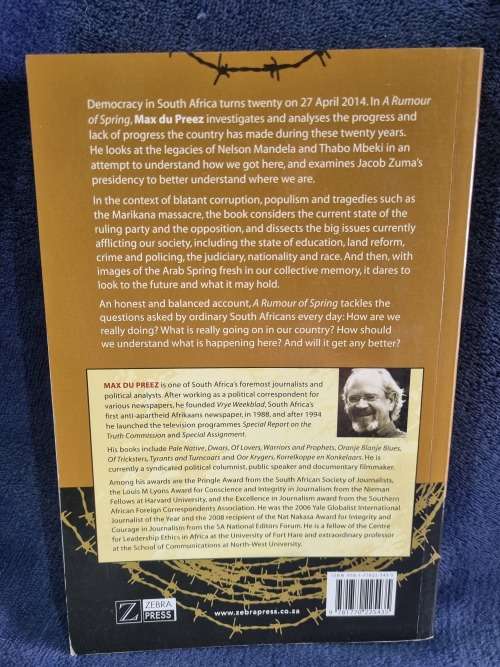 Democracy in South Africa turns twenty on 27 April 2014. In A Rumour
of Spring, Max du Preez investigates and analyses the progress and
lack of progress the country has made during these twenty years.
He looks at the legacies of Nelson Mandela and Thabo Mbeki in an
attempt to understand how we got here, and examines Jacob Zuma's
presidency to better understand where we are.
In the context of blatant corruption, populism and tragedies such as
the Marikana massacre, the book considers the current state of the
ruling party and the opposition, and dissects the big issues currently
afflicting our society, including the state of education, land reform,
crime and policing, the judiciary, nationality and race. And then, with
images of the Arab Spring fresh in our collective memory, it dares to
look to the future and what it may hold.
An honest and balanced account, A Rumour of Spring tackles the
questions asked by ordinary South Africans every day: How are we
really doing? What is really going on in our country? How should
we understand what is happening here? And will it get any better?
MAX DU PREEZ is one of South Africa's foremost journalists and
political analysts. After working as a political correspondent for
various newspapers, he founded Vrye Weekblad, South Africa's
first anti-apartheid Afrikaans newspaper, in 1988, and after 1994
he launched the television programmes Special Report on the
Truth Commission and Special Assignment.
His books include Pale Native, Dwars, Of Lovers, Warriors and Prophets, Oranje Blanje Blues,
Of Tricksters, Tyrants and Turncoats and Oor Krygers, Korrelkoppe en Konkelaars. He is
currently a syndicated political columnist, public speaker and documentary filmmaker.
Among his awards are the Pringle Award from the South African Society of Journalists,
the Louis M Lyons Award for Conscience and Integrity in Journalism from the Nieman
Fellows at Harvard University, and the Excellence in Journalism award from the Southern
African Foreign Correspondents Association. He was the 2006 Yale Globalist International
Journalist of the Year and the 2008 recipient of the Nat Nakasa Award for Integrity and
Courage in Journalism from the SA National Editors Forum. He is a fellow of the Centre
for Leadership Ethics in Africa at the University of Fort Hare and extraordinary professor
at the School of Communications at North-West University.
Z ZEBRA
PRESS
www.zebrapress.co.za